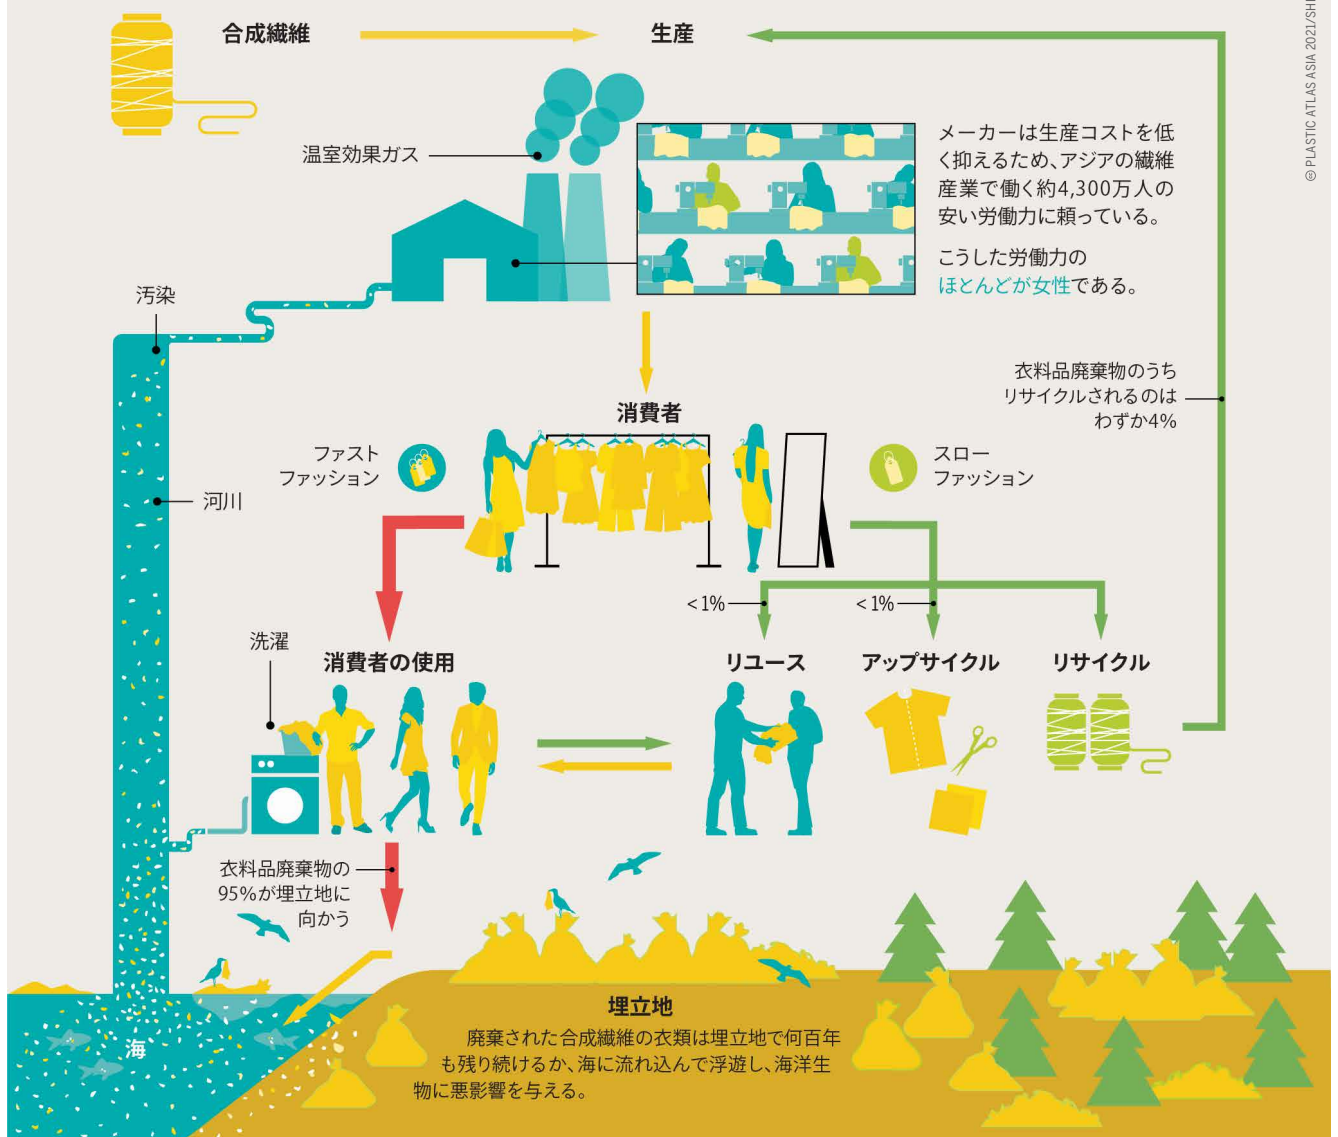 合成繊維
生産
© PLASTIC ATLAS ASIA 2021/
温室効果ガス
メーカーは生産コストを低
く抑えるため、アジアの繊維
産業で働く約4,300万人の
安い労働力に頼っている。
こうした労働力の
ほとんどが女性である。
汚染
衣料品廃棄物のうち
リサイクルされるのは
わずか4%
消費者
ファスト
ファッション
スロー
ファッション
河川
< 1%
< 1%
洗濯
消費者の使用
リユース
アップサイクル
リサイクル
衣料品廃棄物の
95%が埋立地に
向かう
埋立地
廃棄された合成繊維の衣類は埋立地で何百年
も残り続けるか、海に流れ込んで浮遊し、海洋生
物に悪影響を与える。
海